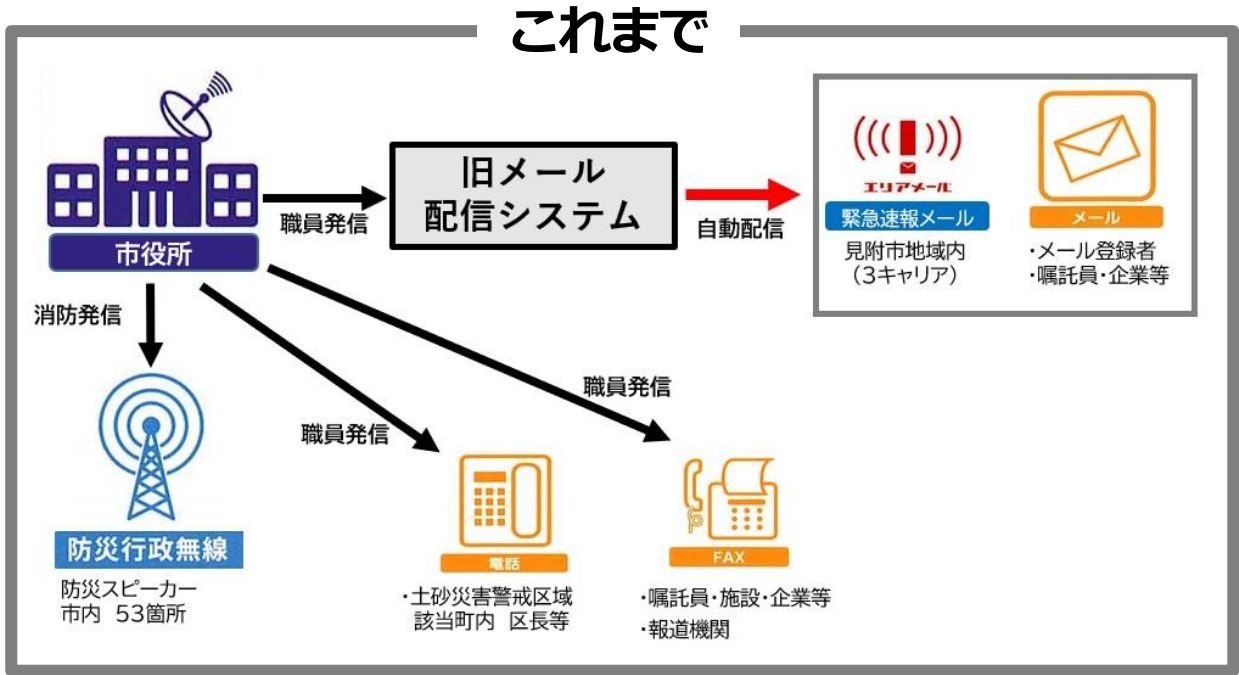 これまで
市役所
職員発信
旧メール
配信システム
自動配信
エリアメール
緊急速報メール
見附市地域内
(3キャリア)
メール
・メール登録者
・嘱託員・企業等
消防発信
防災行政無線
防災スピーカー
市内 53箇所
職員発信
電話
・土砂災害警戒区域
該当町内 区長等
職員発信
FAX
・嘱託員・施設・企業等
・報道機関